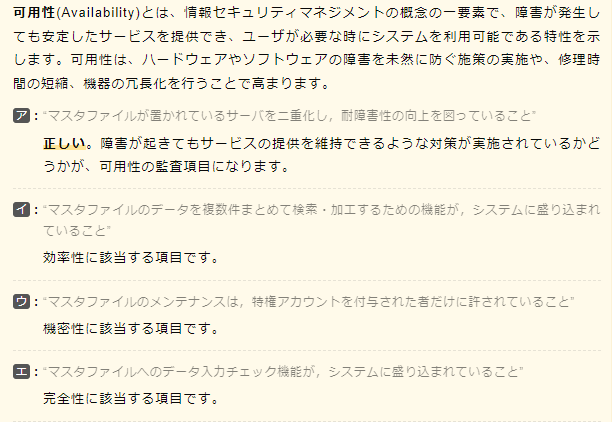 可用性(Availability)とは、情報セキュリティマネジメントの概念の一要素で、障害が発生し
ても安定したサービスを提供でき、ユーザが必要な時にシステムを利用可能である特性を示
します。可用性は、ハードウェアやソフトウェアの障害を未然に防ぐ施策の実施や、修理時
間の短縮、機器の冗長化を行うことで高まります。
ア：“マスタファイルが置かれているサーバを二重化し，耐障害性の向上を図っていること”
正しい。障害が起きてもサービスの提供を維持できるような対策が実施されているかど
うかが、可用性の監査項目になります。
イ：“マスタファイルのデータを複数件まとめて検索・加工するための機能が，システムに盛り込まれ
ていること”
効率性に該当する項目です。
ウ：“マスタファイルのメンテナンスは，特権アカウントを付与された者だけに許されていること”
機密性に該当する項目です。
エ：“マスタファイルへのデータ入力チェック機能が，システムに盛り込まれていること”
完全性に該当する項目です。